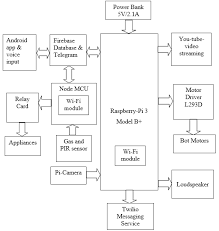 Power Bank
5V/2.1A
Android
app &
voice
input
Firebase
Database &
Telegram
You-tube-
video
streaming
Node MCU
Wi-Fi
module
Relay
Card
Raspberry-Pi 3
Model B+
Motor
Driver
L293D
Appliances
Gas and
PIR sensor
Wi-Fi
module
Bot Motors
Pi-Camera
Loudspeaker
Twilio
Messaging
Service